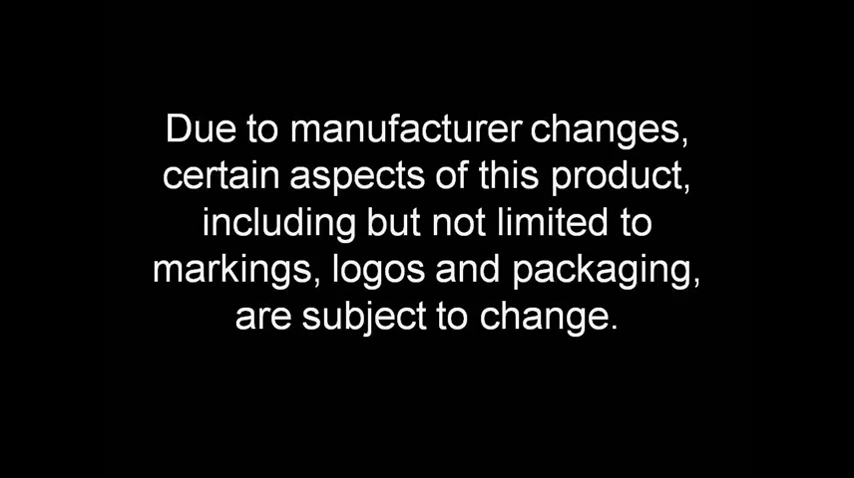 Due to manufacturer changes,
certain aspects of this product,
including but not limited to
markings, logos and packaging,
are subject to change.